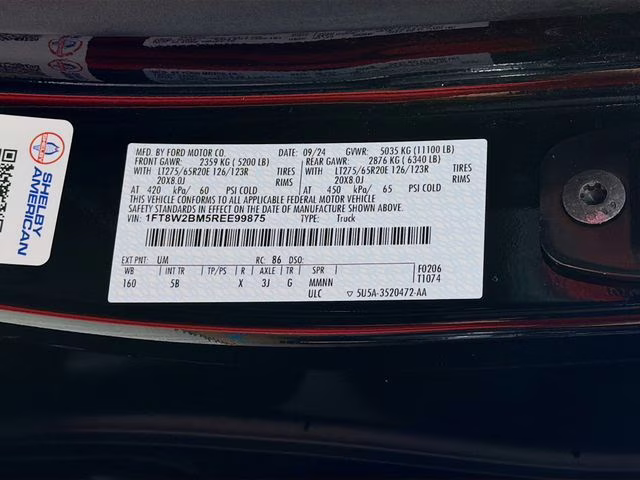 SHELBY
AMERICAN
MFD. BY FORD MOTOR CO. DATE: 09/24 GVWR: 5035 KG (11100 LB)
FRONT GAWR: 2359 KG ( 5200 LB) REAR GAWR: 2876 KG ( 6340 LB)
WITH LT275/65R20E 126/123R TIRES WITH LT275/65R20E 126/123R TIRES
20X8.0J RIMS 20X8.0J RIMS
AT 420 kPa/ 60 PSI COLD AT 450 kPa/ 65 PSI COLD
THIS VEHICLE CONFORMS TO ALL APPLICABLE FEDERAL MOTOR VEHICLE
SAFETY STANDARDS IN EFFECT ON THE DATE OF MANUFACTURE SHOWN ABOVE.
VIN: 1FT8W2BM5REE99875 TYPE: Truck
EXT PNT: UM RC: 86 DSO:
WB INT TR TP/PS R AXLE TR SPR F0206
160 5B X 3J G MMNN T1074
ULC ▽ 5U5A-3520472-AA